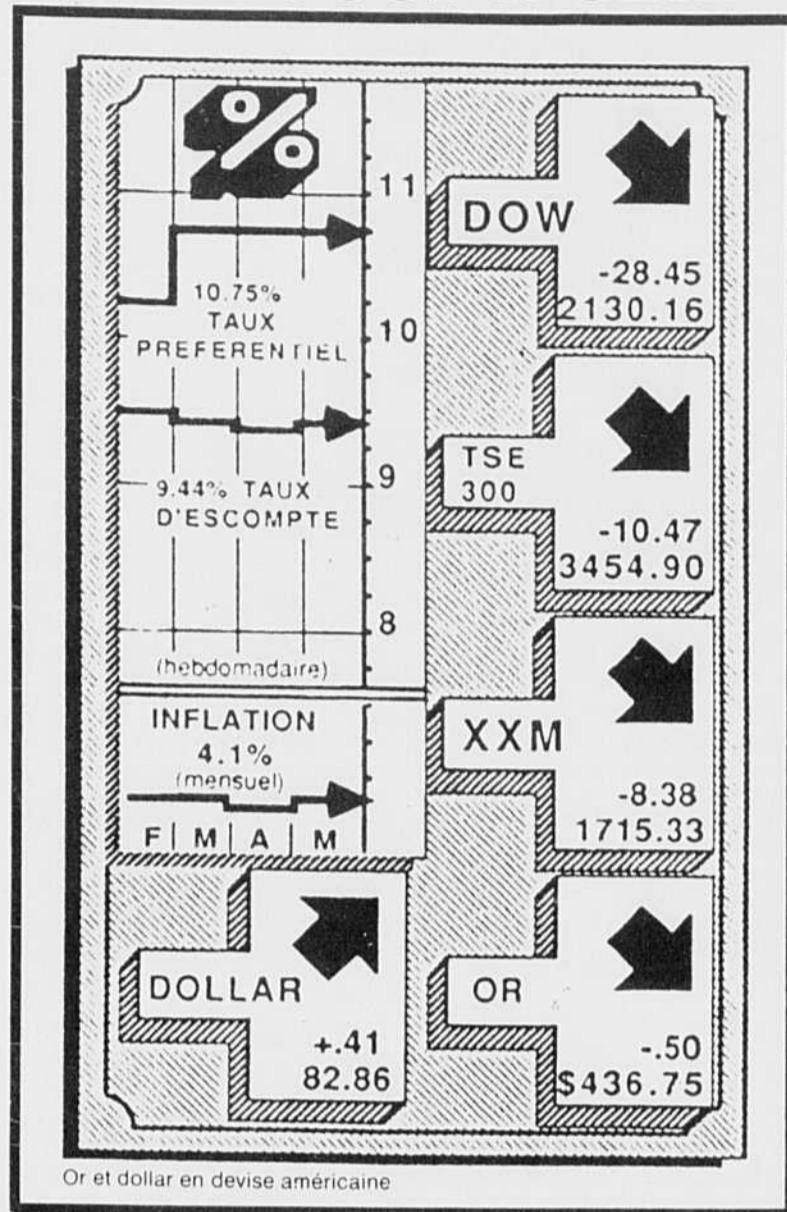 %
11
10.75%
TAUX
PREFERENTIEL
10
9.44% TAUX
D'ESCOMPTE
9
8
(hebdomadaire)
INFLATION
4.1%
(mensuel)
F | M | A | M
DOW
-28.45
2130.16
TSE
300
-10.47
3454.90
XXM
-8.38
1715.33
DOLLAR
+.41
82.86
OR
-.50
$436.75
Or et dollar en devise américaine